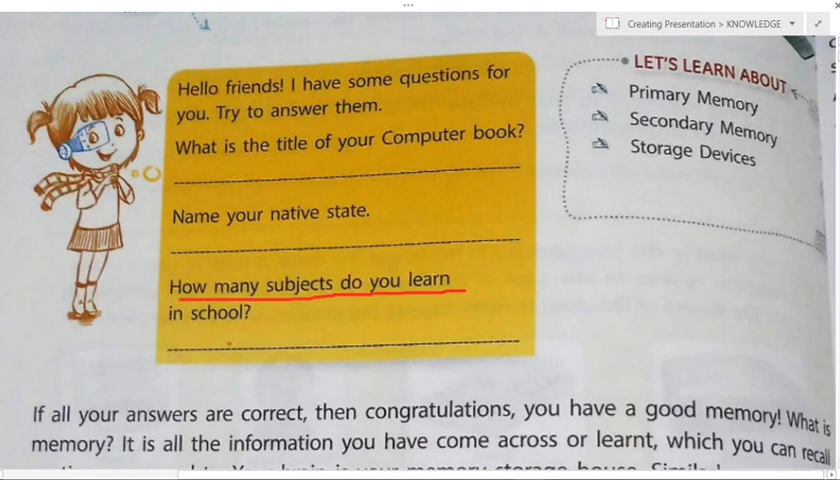 Creating Presentation > KNOWLEDGE
Hello friends! I have some questions for
you. Try to answer them.
What is the title of your Computer book?
Name your native state.
How many subjects do you learn
in school?
LET'S LEARN ABOUT
Primary Memory
Secondary Memory
Storage Devices
If all your answers are correct, then congratulations, you have a good memory! What is
memory? It is all the information you have come across or learnt, which you can recall